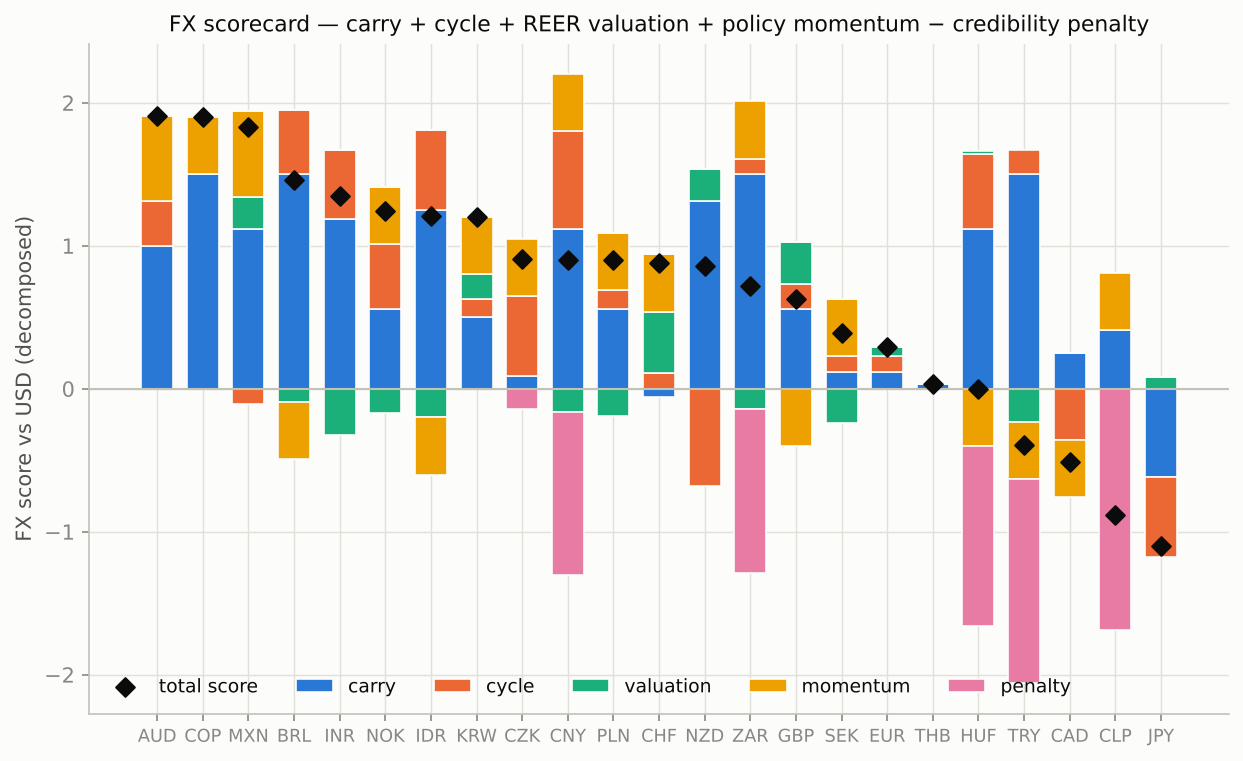 FX scorecard — carry + cycle + REER valuation + policy momentum − credibility penalty
FX score vs USD (decomposed)
2
1
0
−1
−2
total score carry cycle valuation momentum penalty
AUD COP MXN BRL INR NOK IDR KRW CZK CNY PLN CHF NZD ZAR GBP SEK EUR THB HUF TRY CAD CLP JPY